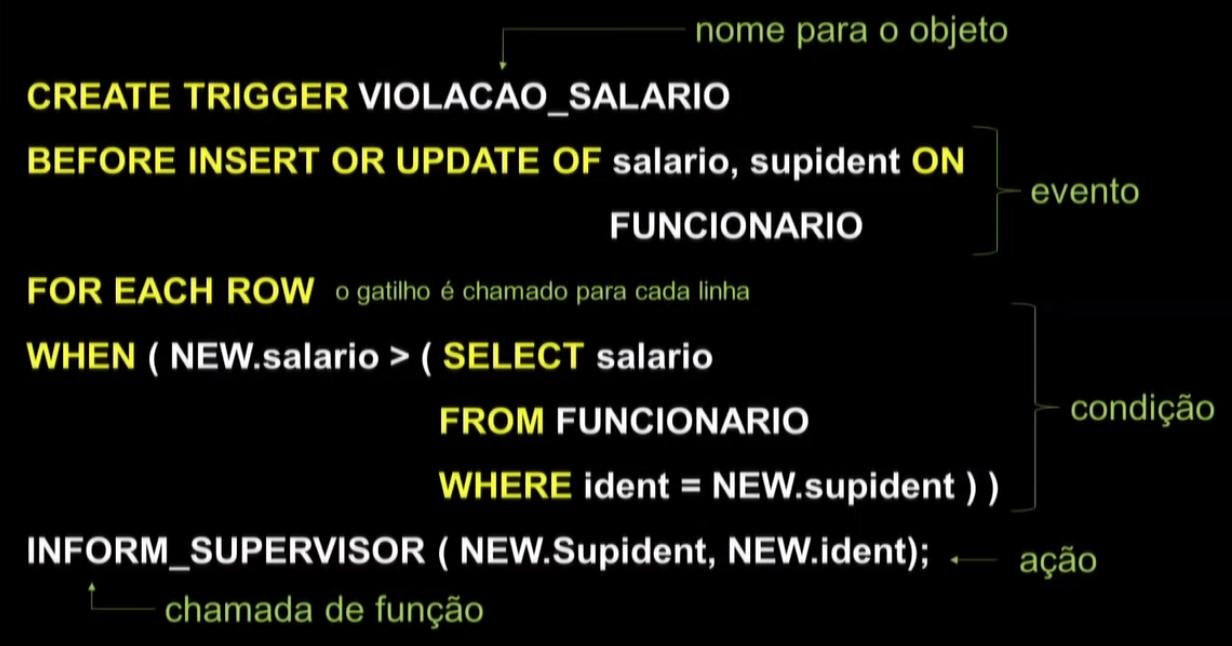 nome para o objeto
CREATE TRIGGER VIOLACAO_SALARIO
BEFORE INSERT OR UPDATE OF salario, supident ON
evento
FUNCIONARIO
FOR EACH ROW o gatilho é chamado para cada linha
WHEN ( NEW.salario > ( SELECT salario
condição
FROM FUNCIONARIO
WHERE ident = NEW.supident ) )
INFORM_SUPERVISOR ( NEW.Supident, NEW.ident); ação
chamada de função